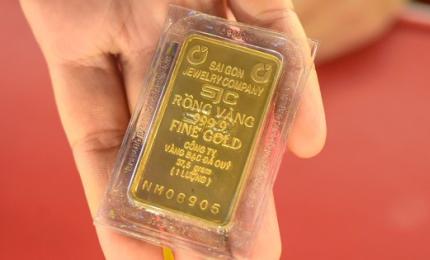 SAIGON
JEWELRY COMPANY
SJC
RỒNG VÀNG
999.9
FINE GOLD
CÔNG TY
VÀNG BẠC ĐÁ QUÝ
37,5 gram
(1 LƯỢNG)
NM06905